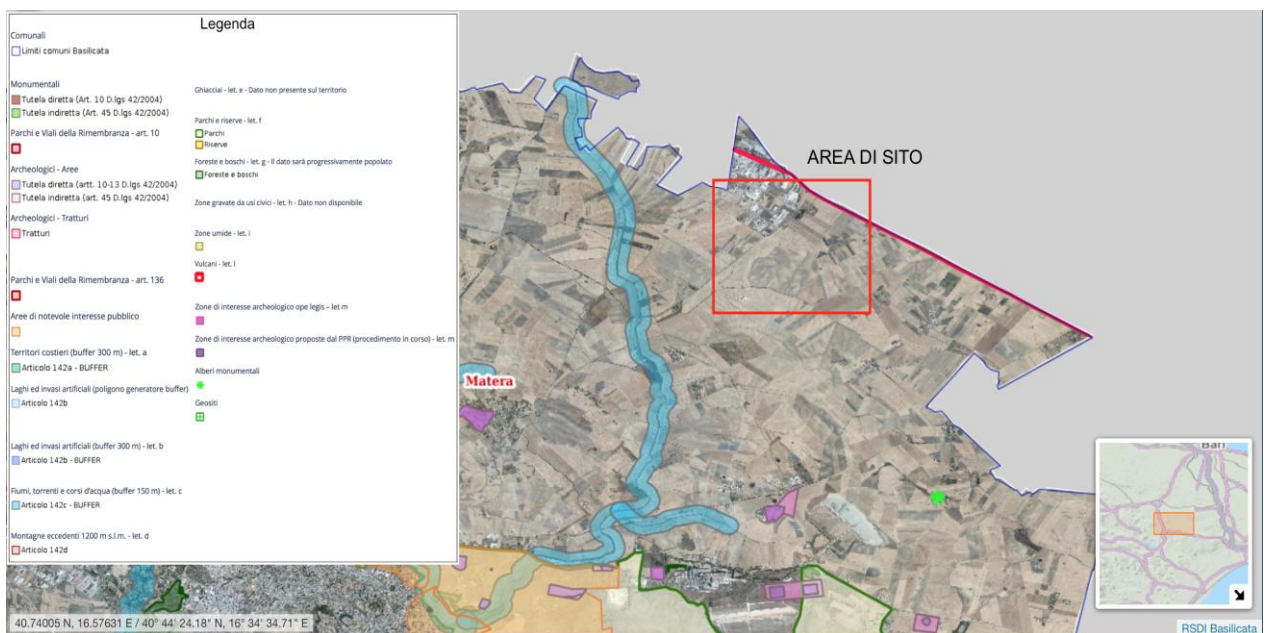 Legenda
Comunali
Limiti comuni Basilicata
Monumentali
Tutela diretta (Art. 10 D.lgs 42/2004)
Tutela indiretta (Art. 45 D.lgs 42/2004)
Parchi e Viali della Rimembranza - art. 10
Archeologici - Aree
Tutela diretta (artt. 10-13 D.lgs 42/2004)
Tutela indiretta (art. 45 D.lgs 42/2004)
Archeologici - Tratturi
Tratturi
Parchi e Viali della Rimembranza - art. 136
Aree di notevole interesse pubblico
Territori costieri (buffer 300 m) - let. a
Articolo 142a - BUFFER
Laghi ed invasi artificiali (poligono generatore buffer)
Articolo 142b
Laghi ed invasi artificiali (buffer 300 m) - let. b
Articolo 142b - BUFFER
Fiumi, torrenti e corsi d'acqua (buffer 150 m) - let. c
Articolo 142c - BUFFER
Montagne eccedenti 1200 m s.l.m. - let. d
Articolo 142d
Ghiacciai - let. e - Dato non presente sul territorio
Parchi e riserve - let. f
Parchi
Riserve
Foreste e boschi - let. g - Il dato sarà progressivamente popolato
Foreste e boschi
Zone gravate da usi civici - let. h - Dato non disponibile
Zone umide - let. i
Vulcani - let. l
Zone di interesse archeologico ope legis – let m
Zone di interesse archeologico proposte dal PPR (procedimento in corso) - let. m
Alberi monumentali
Geositi
AREA DI SITO
Matera
Bari
40.74005 N, 16.57631 E / 40° 44' 24.18" N, 16° 34' 34.71" E
RSDI Basilicata